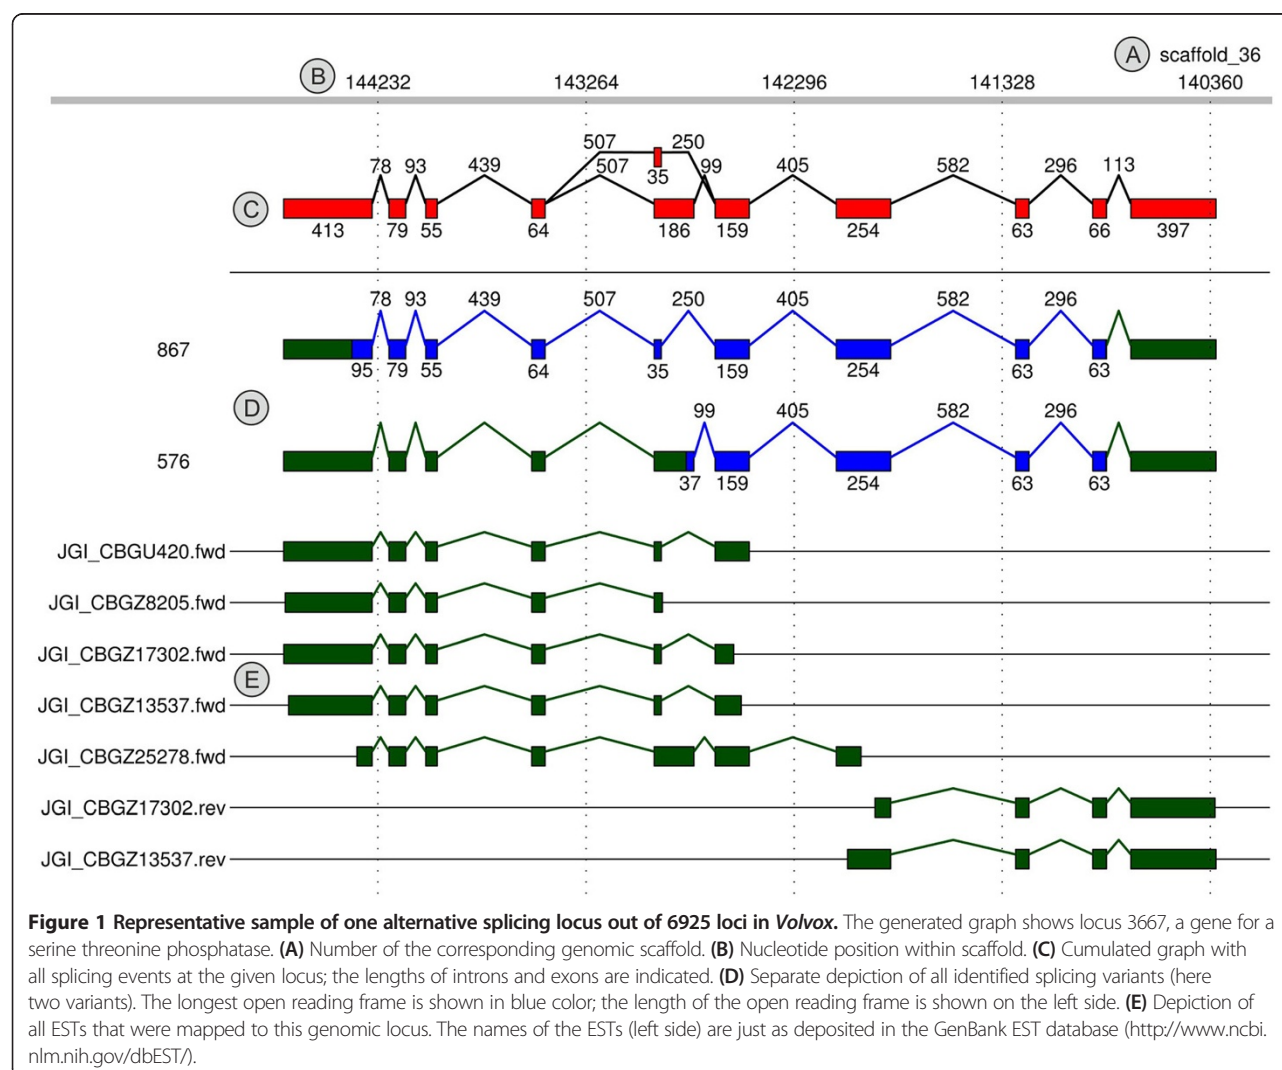 A scaffold_36
B 144232 143264 142296 141328 140360
507 250
78 93 439 507 99 405 582 296 113
35
C
413 79 55 64 186 159 254 63 66 397
78 93 439 507 250 405 582 296
867
95 79 55 64 35 159 254 63 63
D
99 405 582 296
576
37 159 254 63 63
JGI_CBGU420.fwd
JGI_CBGZ8205.fwd
JGI_CBGZ17302.fwd
E
JGI_CBGZ13537.fwd
JGI_CBGZ25278.fwd
JGI_CBGZ17302.rev
JGI_CBGZ13537.rev
Figure 1 Representative sample of one alternative splicing locus out of 6925 loci in Volvox. The generated graph shows locus 3667, a gene for a
serine threonine phosphatase. (A) Number of the corresponding genomic scaffold. (B) Nucleotide position within scaffold. (C) Cumulated graph with
all splicing events at the given locus; the lengths of introns and exons are indicated. (D) Separate depiction of all identified splicing variants (here
two variants). The longest open reading frame is shown in blue color; the length of the open reading frame is shown on the left side. (E) Depiction of
all ESTs that were mapped to this genomic locus. The names of the ESTs (left side) are just as deposited in the GenBank EST database (http://www.ncbi.
nlm.nih.gov/dbEST/).